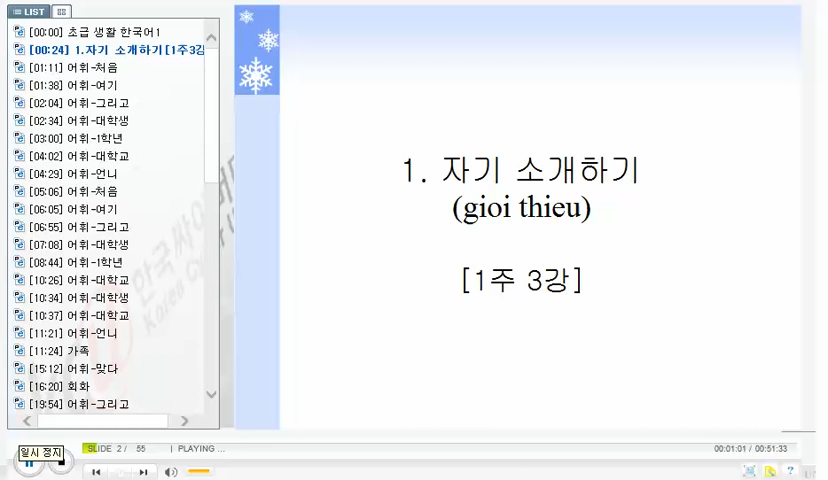 LIST
[00:00] 초급 생활 한국어1
[00:24] 1.자기 소개하기[1주3강
[01:11] 어휘-처음
[01:38] 어휘-여기
[02:04] 어휘-그리고
[02:34] 어휘-대학생
[03:00] 어휘-1학년
[04:02] 어휘-대학교
[04:29] 어휘-언니
[05:06] 어휘-처음
[06:05] 어휘-여기
[06:55] 어휘-그리고
[07:08] 어휘-대학생
[08:44] 어휘-1학년
[10:26] 어휘-대학교
[10:34] 어휘-대학생
[10:37] 어휘-대학교
[11:21] 어휘-언니
[11:24] 가족
[15:12] 어휘-맞다
[16:20] 회화
[19:54] 어휘-그리고
1. 자기 소개하기
(gioi thieu)
[1주 3강]
일시 정지
SLIDE 2 / 55 | PLAYING ...
00:01:01 / 00:51:33